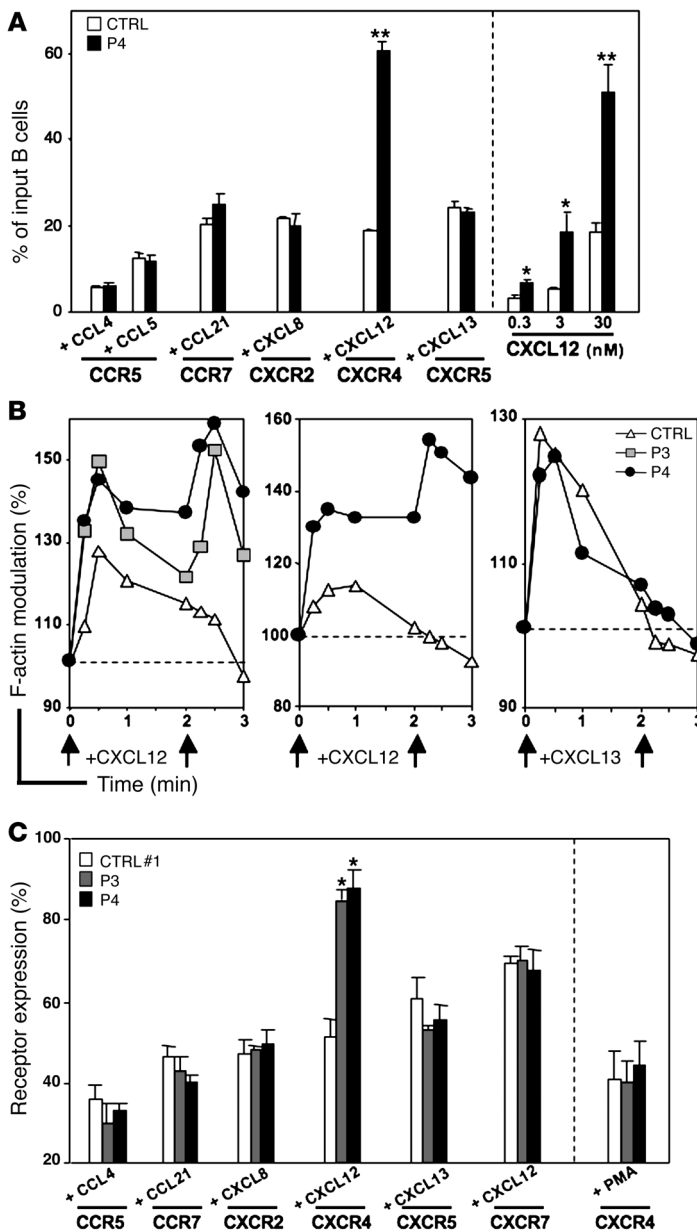 A
CTRL
P4
% of input B cells
60
40
20
0
**
*
*
**
+ CCL4
+ CCL5
+ CCL21
+ CXCL8
+ CXCL12
+ CXCL13
0.3
3
30
CCR5
CCR7
CXCR2
CXCR4
CXCR5
CXCL12 (nM)
B
F-actin modulation (%)
150
130
110
90
0
1
2
3
+CXCL12
160
140
120
100
80
0
1
2
3
+CXCL12
CTRL
P3
P4
130
110
90
0
1
2
3
+CXCL13
Time (min)
C
CTRL#1
P3
P4
Receptor expression (%)
100
80
60
40
20
*
*
+ CCL4
+ CCL21
+ CXCL8
+ CXCL12
+ CXCL13
+ CXCL12
+ PMA
CCR5
CCR7
CXCR2
CXCR4
CXCR5
CXCR7
CXCR4